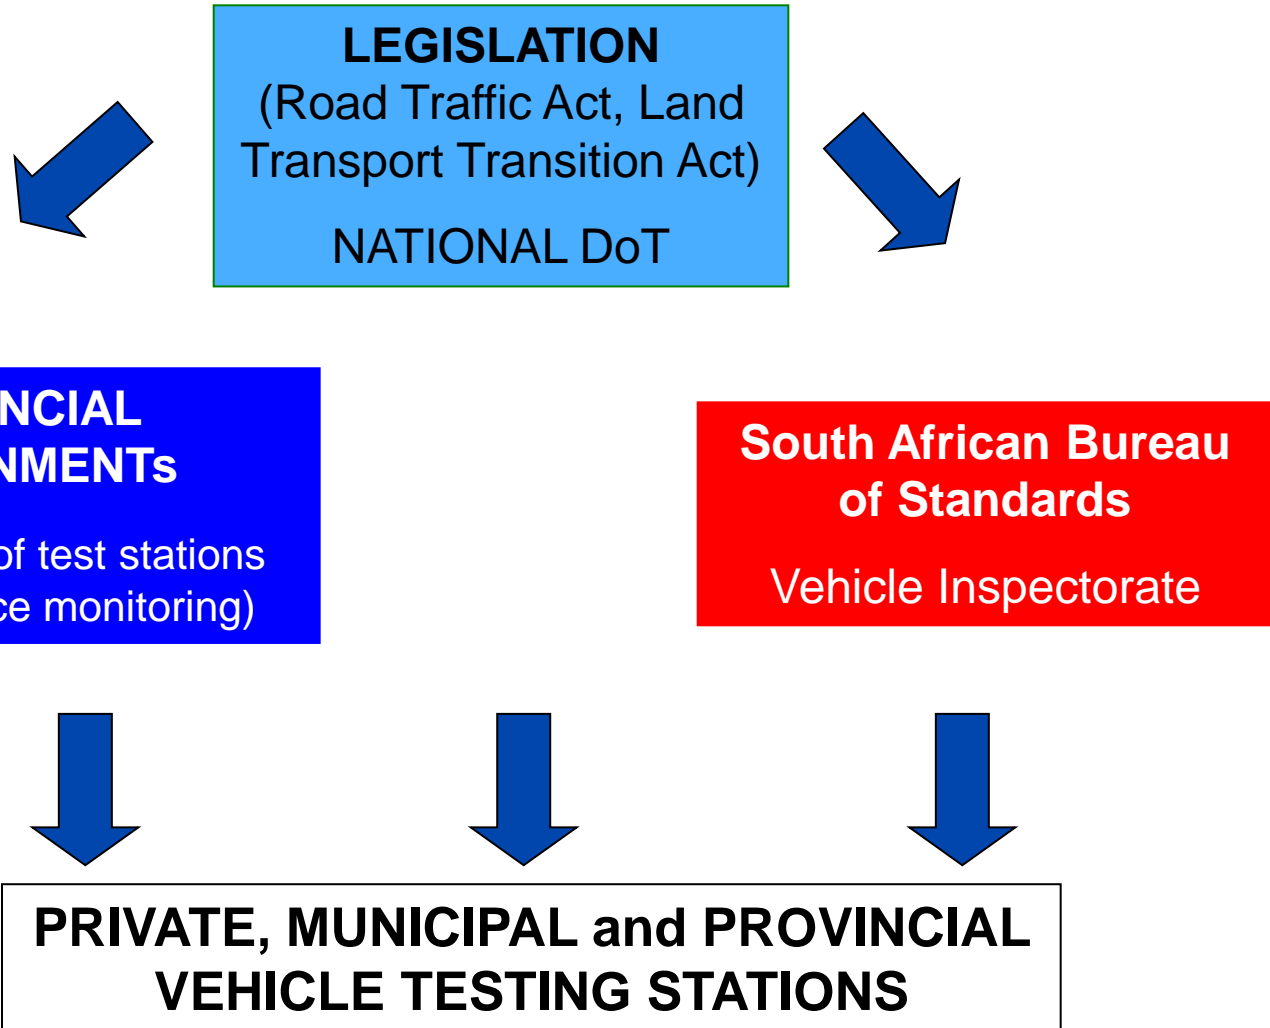 LEGISLATION
(Road Traffic Act, Land
Transport Transition Act)
NATIONAL DoT
NCIAL
NMENTs
of test stations
ce monitoring)
South African Bureau
of Standards
Vehicle Inspectorate
PRIVATE, MUNICIPAL and PROVINCIAL
VEHICLE TESTING STATIONS